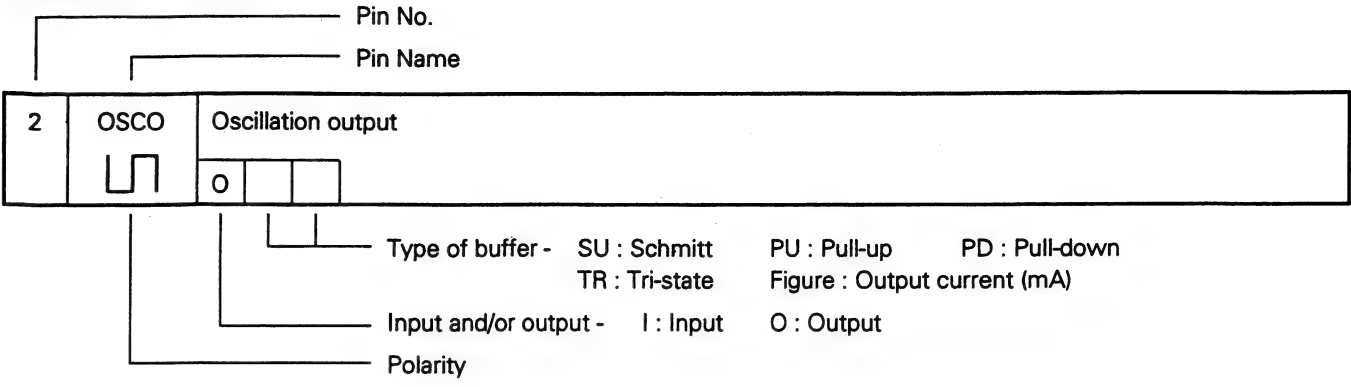 Pin No.
Pin Name
2 OSCO Oscillation output
O
Type of buffer - SU : Schmitt PU : Pull-up PD : Pull-down
TR : Tri-state Figure : Output current (mA)
Input and/or output - I : Input O : Output
Polarity